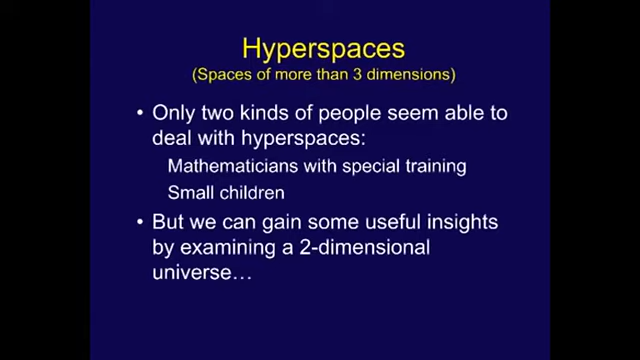 Hyperspaces
(Spaces of more than 3 dimensions)
• Only two kinds of people seem able to
deal with hyperspaces:
Mathematicians with special training
Small children
• But we can gain some useful insights
by examining a 2-dimensional
universe…